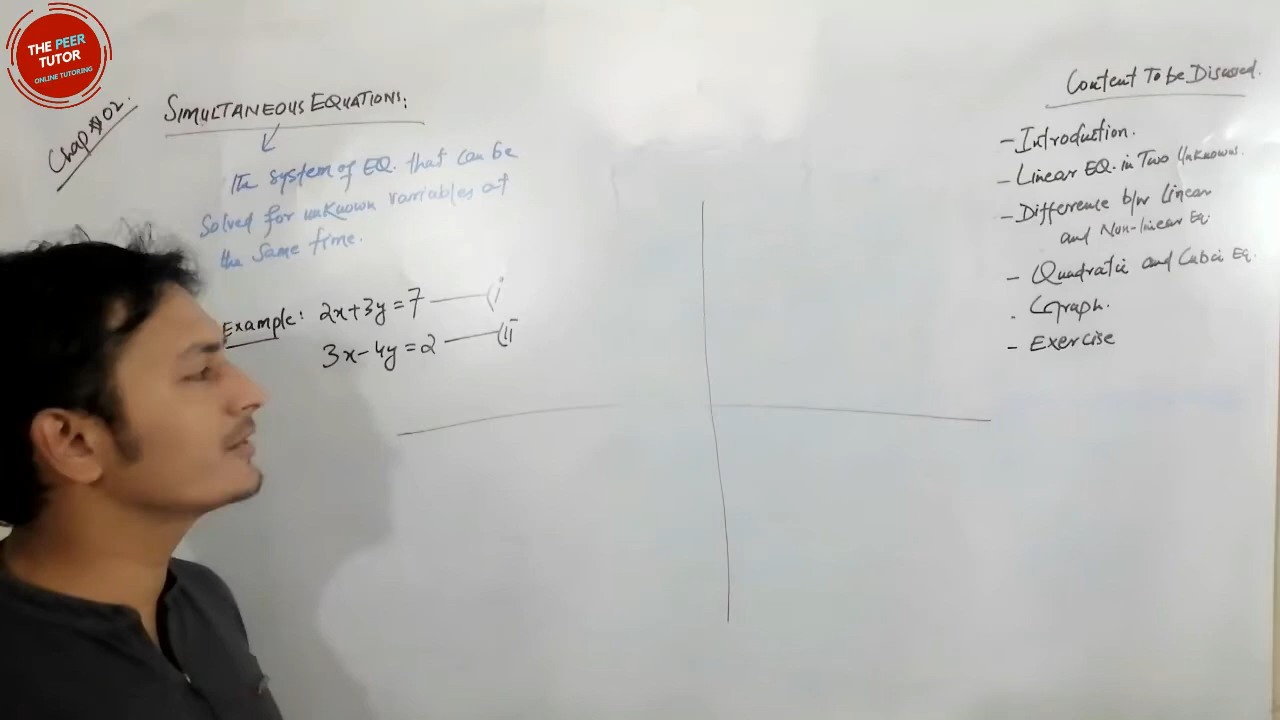 THE PEER
TUTOR
ONLINE TUTORING
Chap # 02.
SIMULTANEOUS EQUATIONS:
The system of EQ. that can be
Solved for unknown variables at
the Same time.
Example: 2x+3y=7 (i
3x-4y=2 (ii
Content To be Discussed.
- Introduction.
- Linear EQ. in Two Unknowns.
- Difference b/w Linear
and Non-linear Eq.
- Quadratic and Cubic Eq.
. Graph.
- Exercise